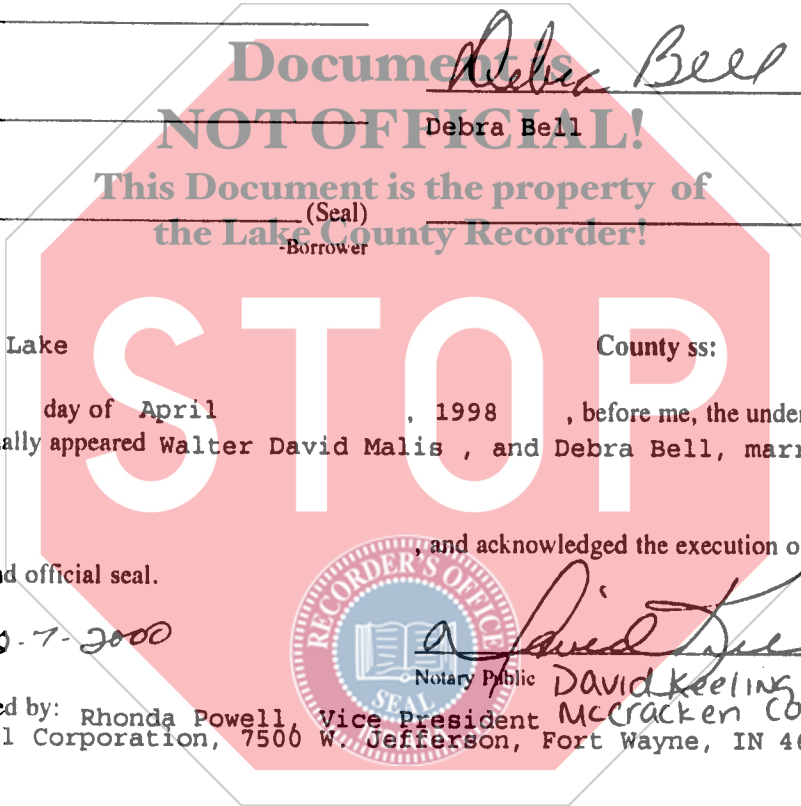 Document is
Debra Bell
NOT OFFICIAL!
Debra Bell
This Document is the property of
(Seal)
the Lake County Recorder!
-Borrower
STOP
Lake County ss:
day of April , 1998 , before me, the under
ally appeared Walter David Malis , and Debra Bell, marr
, and acknowledged the execution o
d official seal.
RECORDER'S OFFICE
SEAL
7-2000
David Kee
Notary Public David Keeling
ed by: Rhonda Powell, Vice President McCracken Co
l Corporation, 7500 W. Jefferson, Fort Wayne, IN 46